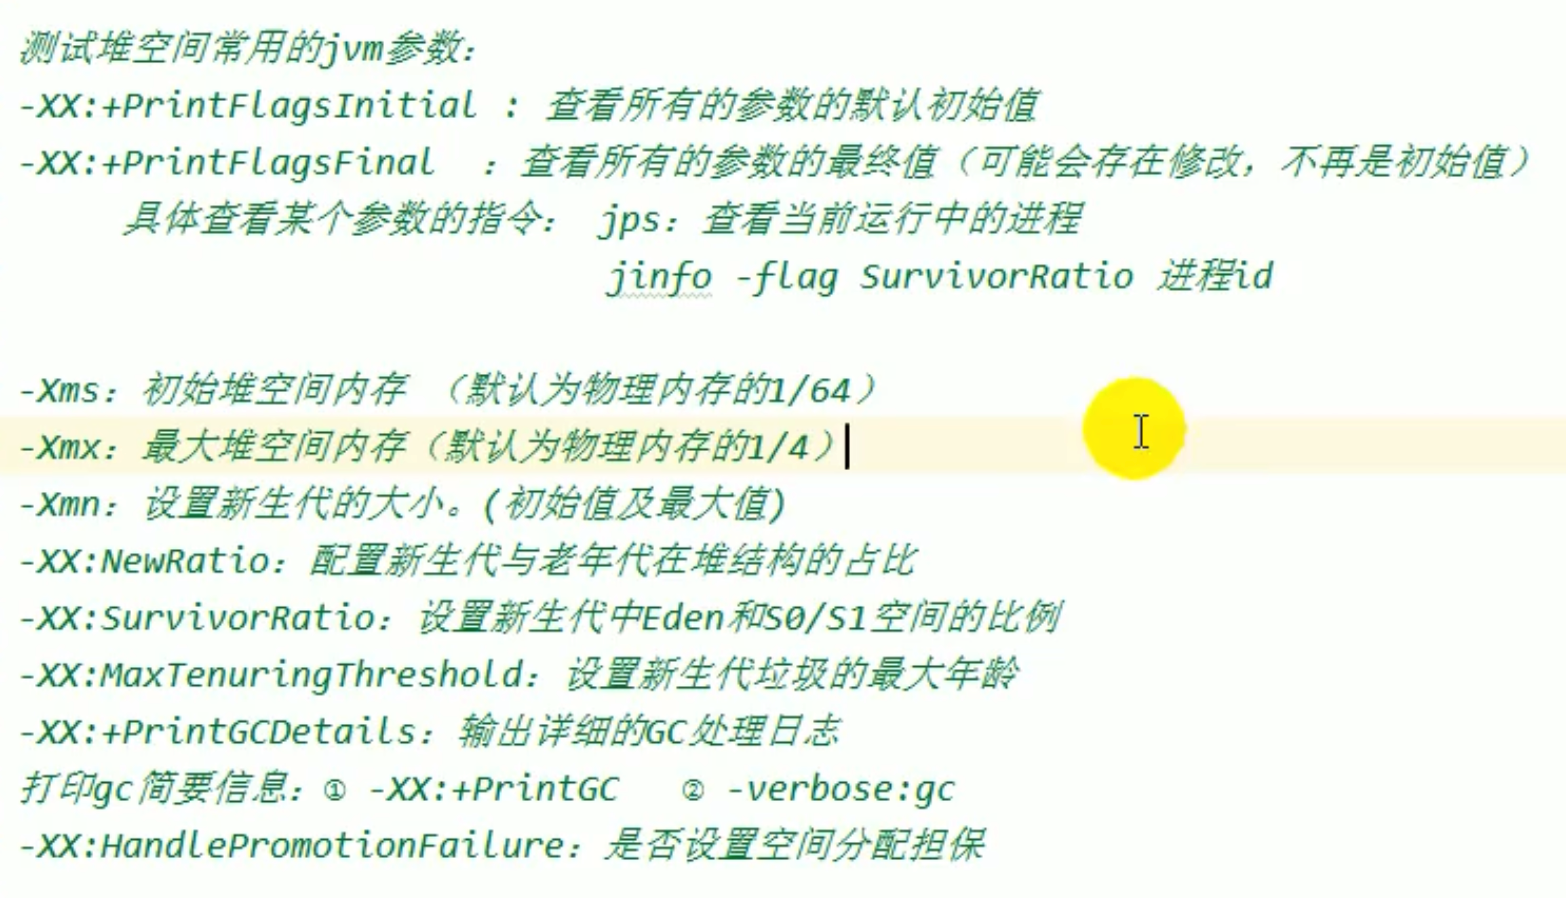 测试堆空间常用的jvm参数：
-XX:+PrintFlagsInitial : 查看所有的参数的默认初始值
-XX:+PrintFlagsFinal  ：查看所有的参数的最终值（可能会存在修改，不再是初始值）
具体查看某个参数的指令： jps：查看当前运行中的进程
jinfo -flag SurvivorRatio 进程id
-Xms：初始堆空间内存 （默认为物理内存的1/64）
-Xmx：最大堆空间内存（默认为物理内存的1/4）
-Xmn：设置新生代的大小。(初始值及最大值)
-XX:NewRatio：配置新生代与老年代在堆结构的占比
-XX:SurvivorRatio：设置新生代中Eden和S0/S1空间的比例
-XX:MaxTenuringThreshold：设置新生代垃圾的最大年龄
-XX:+PrintGCDetails：输出详细的GC处理日志
打印gc简要信息：① -XX:+PrintGC   ② -verbose:gc
-XX:HandlePromotionFailure：是否设置空间分配担保